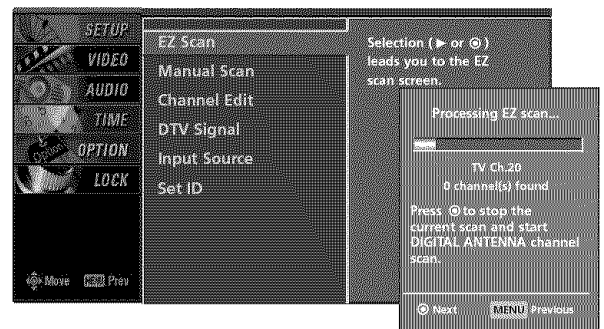 SETUP
VIDEO
AUDIO
TIME
OPTION
LOCK
Move MENU Prev
EZ Scan
Manual Scan
Channel Edit
DTV Signal
Input Source
Set ID
Selection ( ▶ or ◉ )
leads you to the EZ
scan screen.
Processing EZ scan...
TV Ch.20
0 channel(s) found
Press ◉ to stop the
current scan and start
DIGITAL ANTENNA channel
scan.
◉ Next MENU Previous